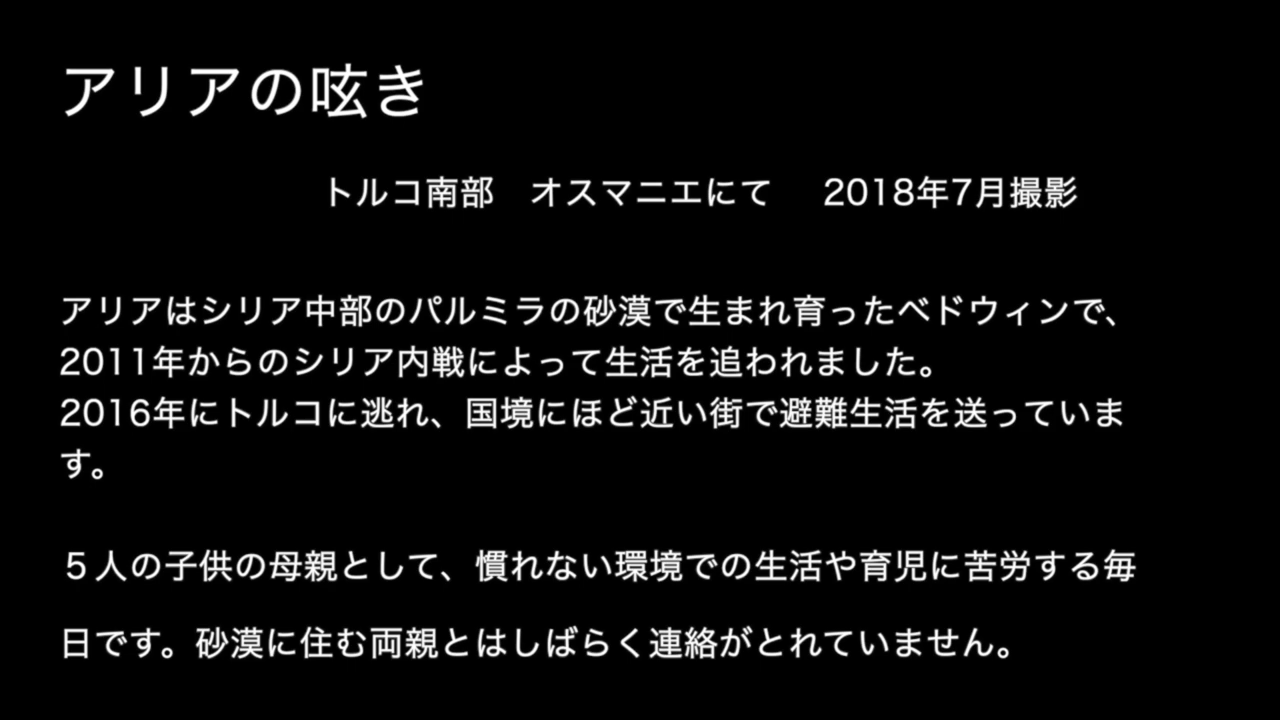 アリアの呟き
トルコ南部　オスマニエにて　 2018年7月撮影
アリアはシリア中部のパルミラの砂漠で生まれ育ったベドウィンで、
2011年からのシリア内戦によって生活を追われました。
2016年にトルコに逃れ、国境にほど近い街で避難生活を送っていま
す。
５人の子供の母親として、慣れない環境での生活や育児に苦労する毎
日です。砂漠に住む両親とはしばらく連絡がとれていません。